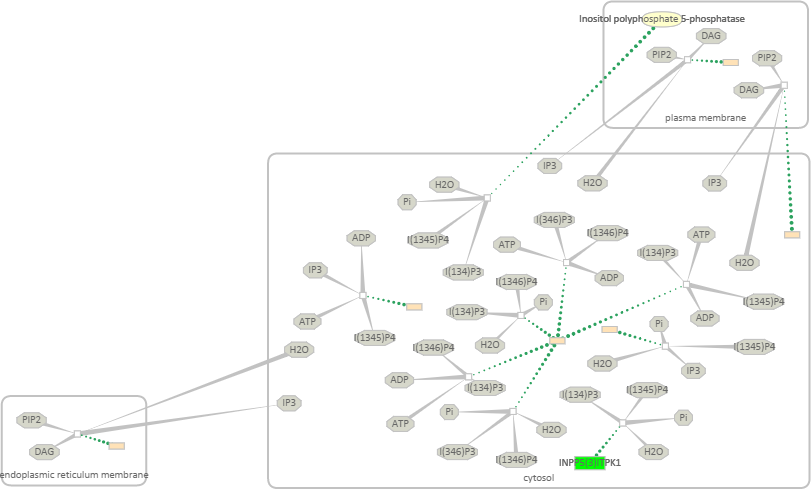 Inositol polyphosphate 5-phosphatase
DAG
PIP2
PIP2
DAG
plasma membrane
IP3
H2O
IP3
H2O
Pi
I(1345)P4
I(134)P3
I(346)P3
I(1346)P4
ATP
ADP
ATP
I(134)P3
H2O
I(1345)P4
ADP
ADP
IP3
ATP
I(1345)P4
I(1346)P4
Pi
I(134)P3
H2O
Pi
I(1345)P4
H2O
IP3
H2O
IP3
I(1346)P4
ADP
I(134)P3
ATP
Pi
H2O
I(346)P3
I(1346)P4
I(134)P3
I(1345)P4
Pi
H2O
cytosol
PIP2
DAG
endoplasmic reticulum membrane